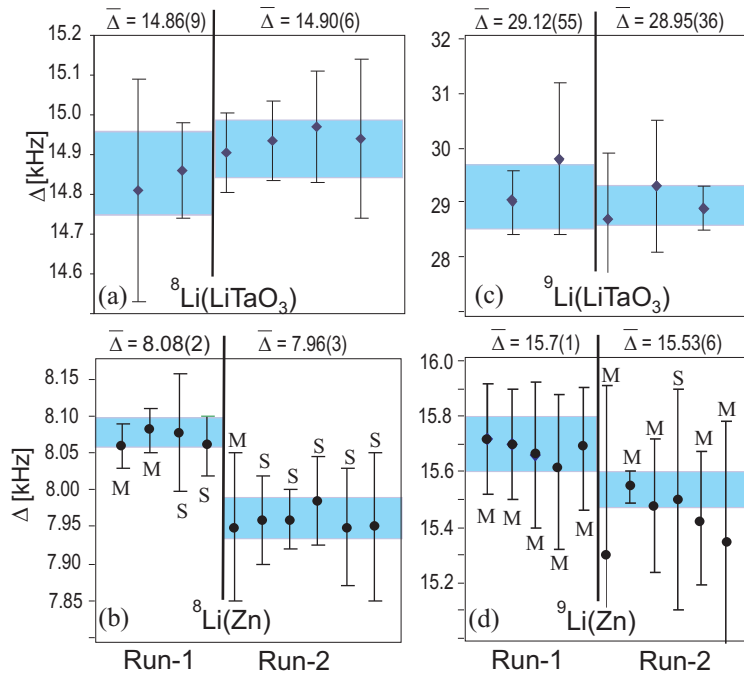 Δ̅ = 14.86(9)
Δ̅ = 14.90(6)
15.2
15.1
15.0
14.9
14.8
14.7
14.6
Δ [kHz]
(a)
⁸Li(LiTaO₃)
Δ̅ = 29.12(55)
Δ̅ = 28.95(36)
32
31
30
29
28
(c)
⁹Li(LiTaO₃)
Δ̅ = 8.08(2)
Δ̅ = 7.96(3)
8.15
8.10
8.05
8.00
7.95
7.90
7.85
Δ [kHz]
M
M
S
S
M
S
S
S
S
S
(b)
⁸Li(Zn)
Run-1
Run-2
Δ̅ = 15.7(1)
Δ̅ = 15.53(6)
16.0
15.8
15.6
15.4
15.2
M
M
M
M
M
M
M
M
S
M
M
(d)
⁹Li(Zn)
Run-1
Run-2